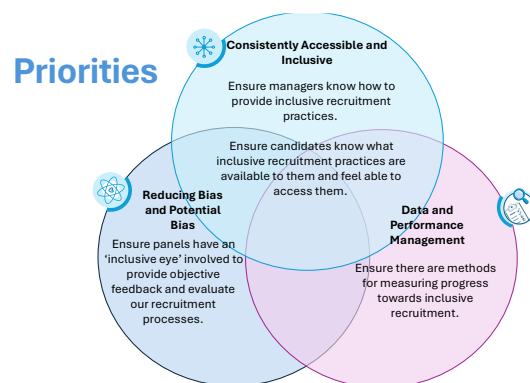 Priorities
Consistently Accessible and
Inclusive
Ensure managers know how to
provide inclusive recruitment
practices.
Ensure candidates know what
inclusive recruitment practices are
available to them and feel able to
access them.
Reducing Bias
and Potential
Bias
Ensure panels have an
‘inclusive eye’ involved to
provide objective
feedback and evaluate
our recruitment
processes.
Data and
Performance
Management
Ensure there are methods
for measuring progress
towards inclusive
recruitment.